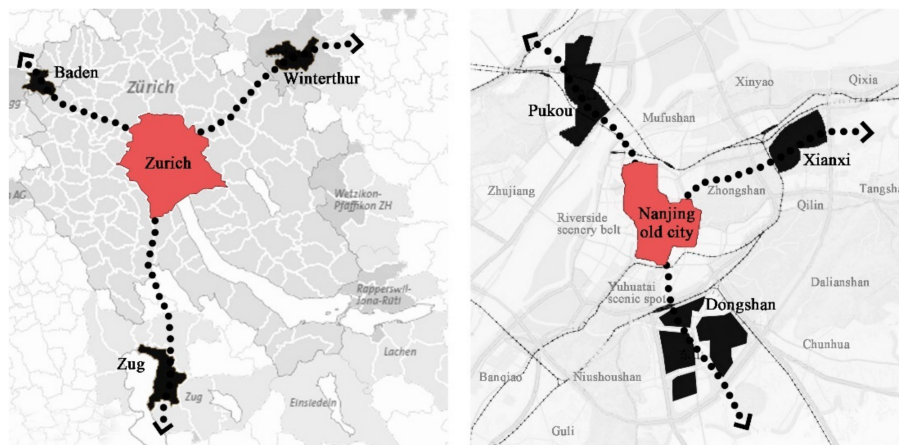 Baden
Zürich
Winterthur
Zurich
Wetzikon-
Pfäffikon ZH
AG
Rapperswil-
Jona-Rüti
Zug
Zug
Lachen
Einsiedeln
Pukou
Mufushan
Xinyao
Qixia
Xianxi
Zhujiang
Zhongshan
Tangsha
Qilin
Riverside
scenery belt
Nanjing
old city
Yuhuatai
scenic spot
Dalianshan
Dongshan
Chunhua
Banqiao
Niushoushan
Guli